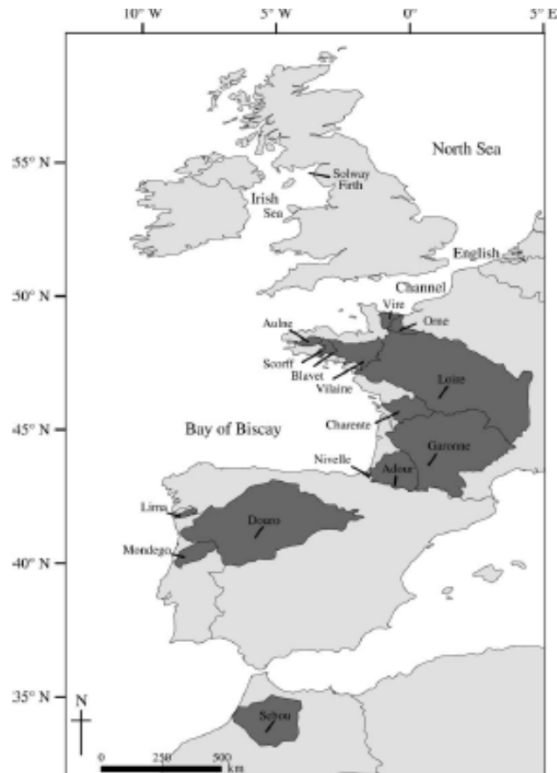 10° W
5° W
0°
5° E
55° N
50° N
45° N
40° N
35° N
North Sea
Solway
Firth
Irish
Sea
English
Channel
Vire
Orne
Aulne
Scorff
Blavet
Vilaine
Loire
Charente
Bay of Biscay
Garonne
Nivelle
Adour
Lima
Douro
Mondego
Sebou
N
0
250
500
km